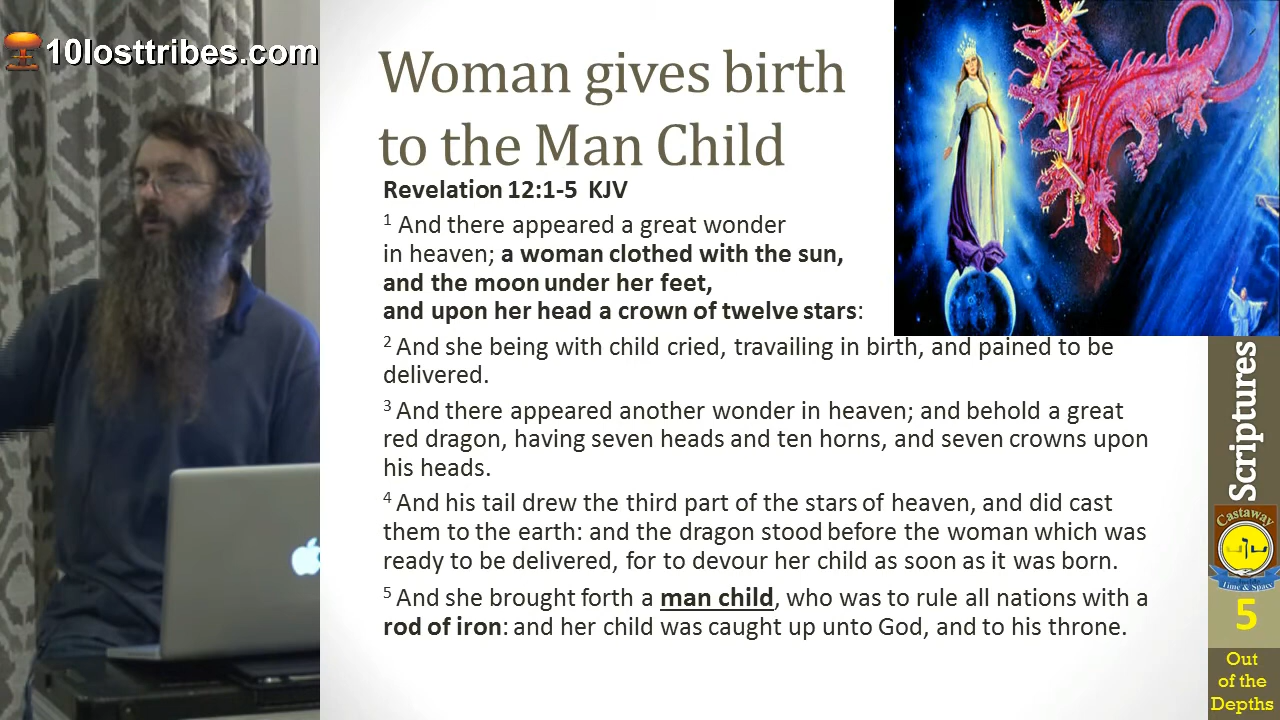 10losttribes.com
Woman gives birth
to the Man Child
Revelation 12:1-5 KJV
1 And there appeared a great wonder
in heaven; a woman clothed with the sun,
and the moon under her feet,
and upon her head a crown of twelve stars:
2 And she being with child cried, travailing in birth, and pained to be
delivered.
3 And there appeared another wonder in heaven; and behold a great
red dragon, having seven heads and ten horns, and seven crowns upon
his heads.
4 And his tail drew the third part of the stars of heaven, and did cast
them to the earth: and the dragon stood before the woman which was
ready to be delivered, for to devour her child as soon as it was born.
5 And she brought forth a man child, who was to rule all nations with a
rod of iron: and her child was caught up unto God, and to his throne.
Scriptures
Castaway
Time & Space
5
Out
of the
Depths